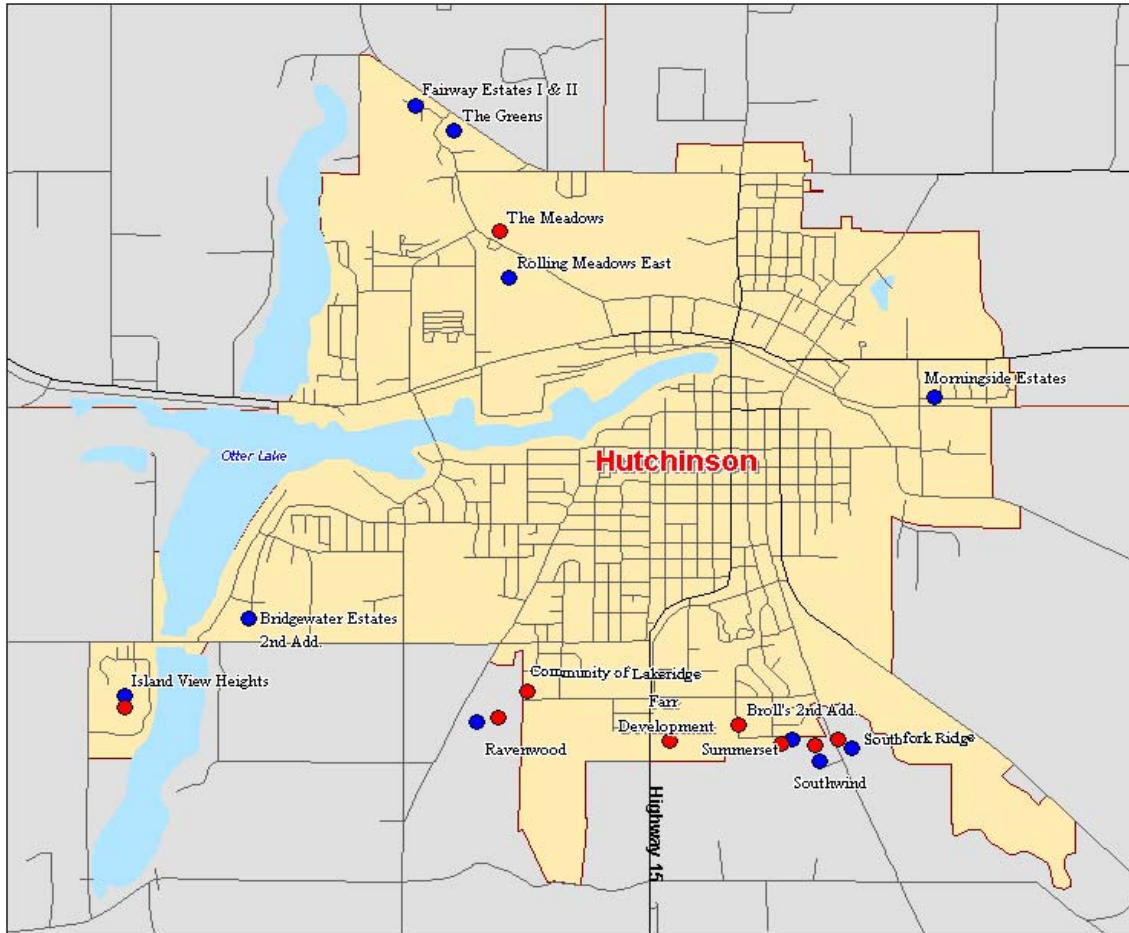 Fairway Estates I & II
The Greens
The Meadows
Rolling Meadows East
Morningside Estates
Otter Lake
Hutchinson
Bridgewater Estates
2nd Add.
Island View Heights
Community of Lakeridge
Farr
Development
Broll's 2nd Add.
Ravenwood
Summerset
Southfork Ridge
Southwind
Highway 15